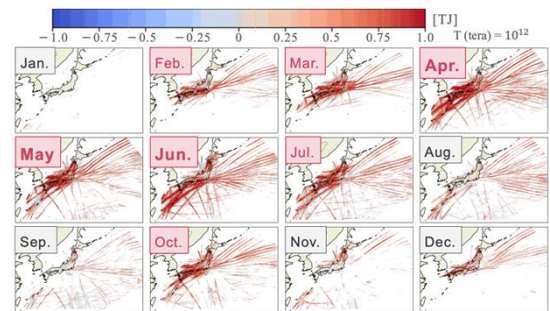 [TJ]
−1.0 −0.75 −0.5 −0.25 0 0.25 0.5 0.75 1.0 T (tera) = 10¹²
Jan. Feb. Mar. Apr.
May Jun. Jul. Aug.
Sep. Oct. Nov. Dec.